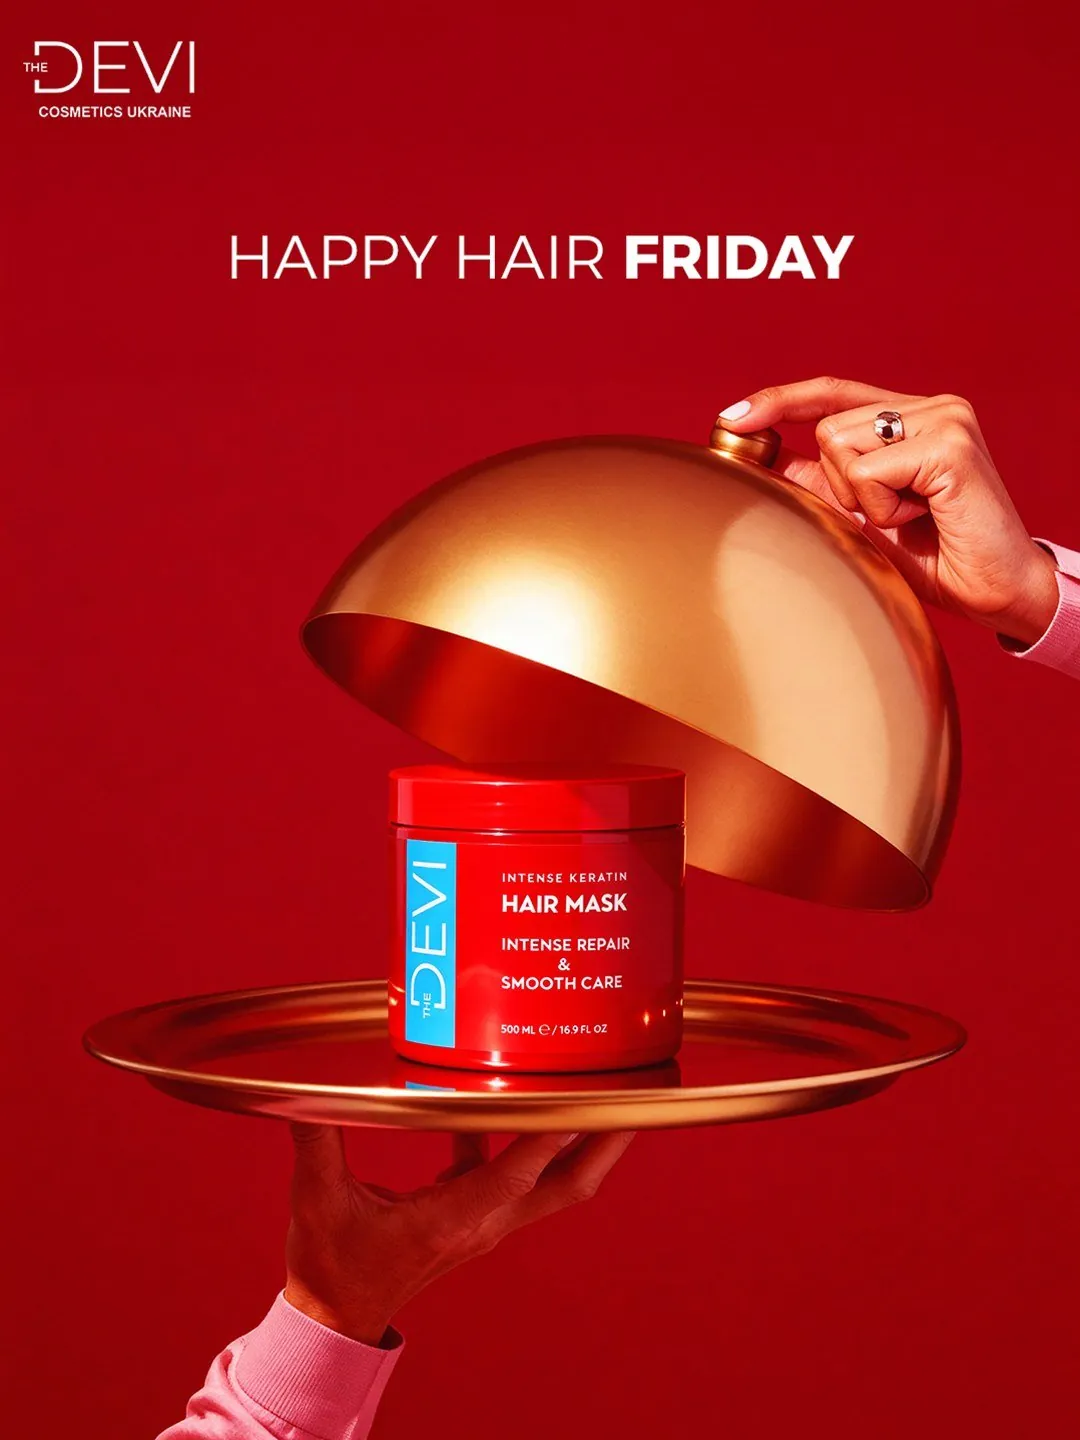 THE DEVI
COSMETICS UKRAINE
HAPPY HAIR FRIDAY
THE DEVI
INTENSE KERATIN
HAIR MASK
INTENSE REPAIR
&
SMOOTH CARE
500 ML ℮ / 16.9 FL OZ